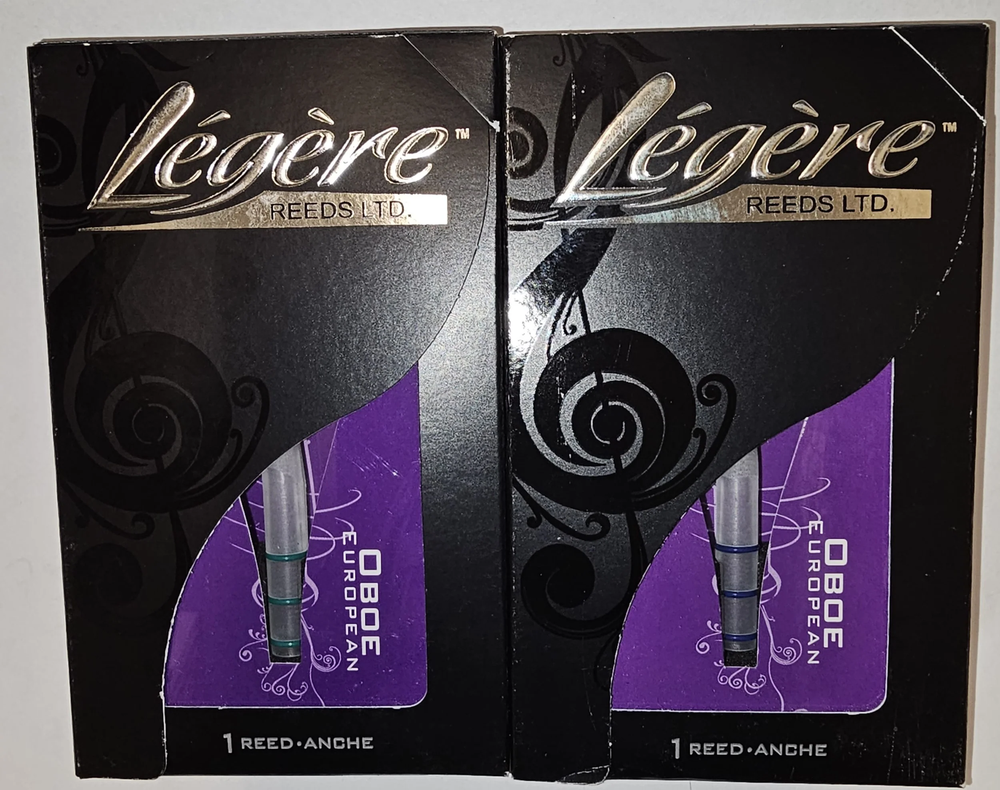 Légère™
REEDS LTD.
OBOE
EUROPEAN
1 REED•ANCHE
Légère™
REEDS LTD.
OBOE
EUROPEAN
1 REED•ANCHE